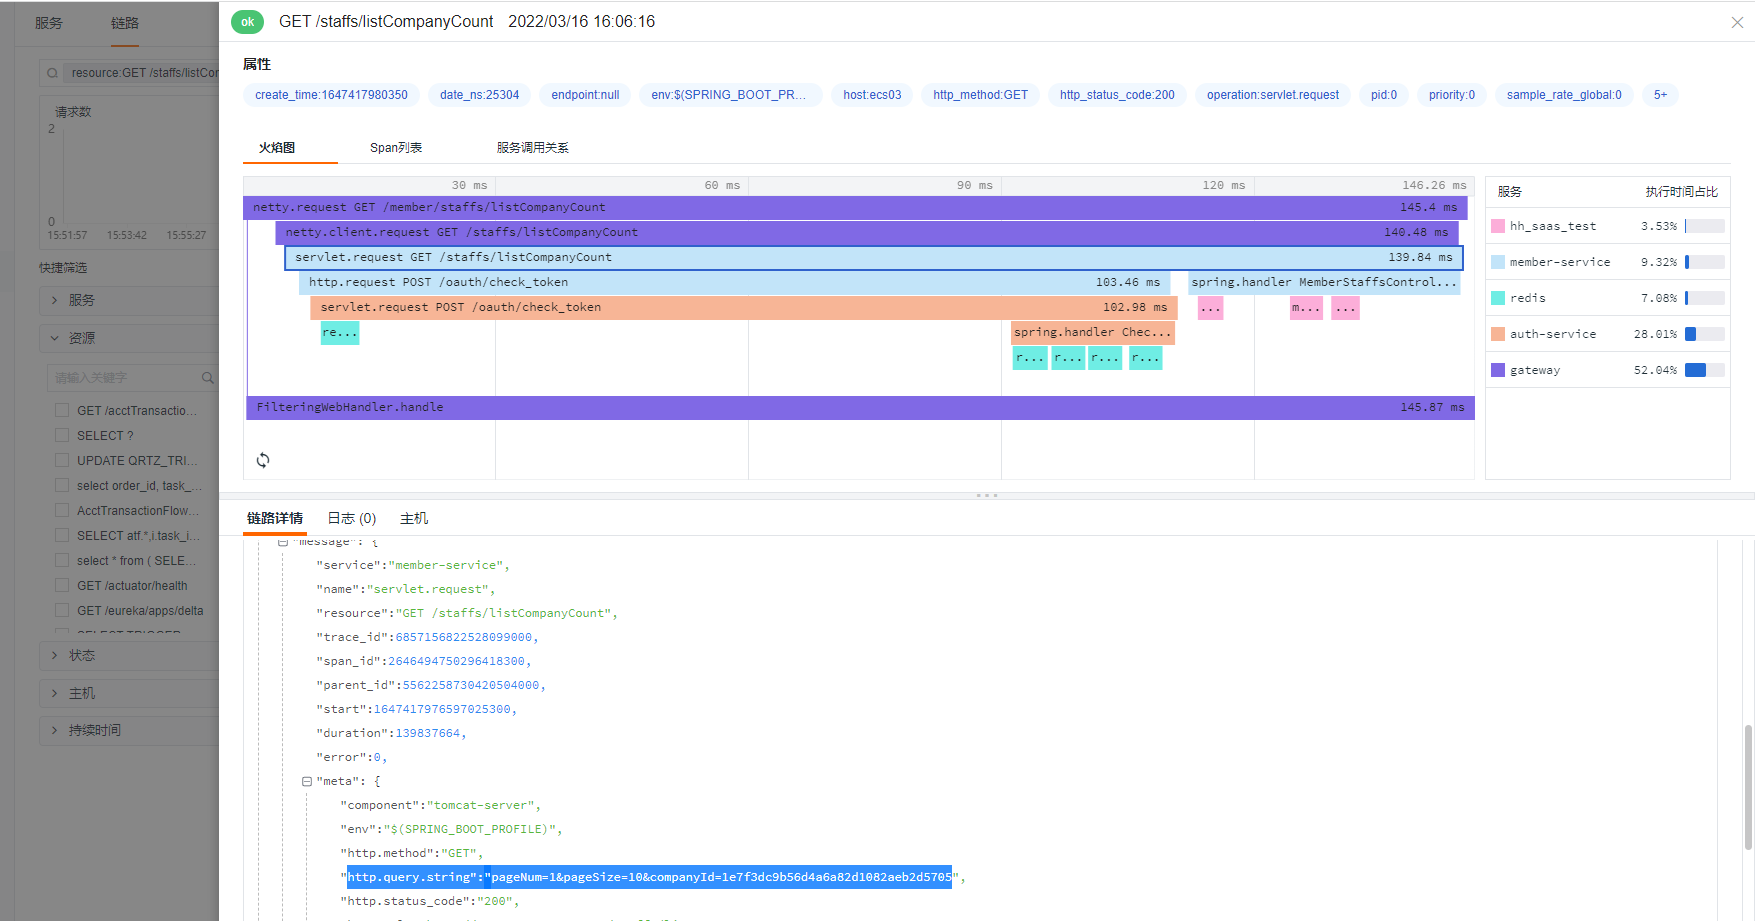 服务
链路
resource:GET /staffs/listCor
请求数
2
0
15:51:57
15:53:42
15:55:27
快捷筛选
服务
资源
请输入关键字
GET /acctTransactio...
SELECT ?
UPDATE QRTZ_TRI...
select order_id, task_...
AcctTransactionFlow...
SELECT atf.*,i.task_i...
select * from ( SELE...
GET /actuator/health
GET /eureka/apps/delta
状态
主机
持续时间
ok
GET /staffs/listCompanyCount
2022/03/16 16:06:16
属性
create_time:1647417980350
date_ns:25304
endpoint:null
env:$(SPRING_BOOT_PR...
host:ecs03
http_method:GET
http_status_code:200
operation:servlet.request
pid:0
priority:0
sample_rate_global:0
5+
火焰图
Span列表
服务调用关系
30 ms
60 ms
90 ms
120 ms
146.26 ms
netty.request GET /member/staffs/listCompanyCount
145.4 ms
netty.client.request GET /staffs/listCompanyCount
140.48 ms
servlet.request GET /staffs/listCompanyCount
139.84 ms
http.request POST /oauth/check_token
103.46 ms
spring.handler MemberStaffsControl...
servlet.request POST /oauth/check_token
102.98 ms
...
m...
...
re...
spring.handler Chec...
r...
r...
r...
r...
FilteringWebHandler.handle
145.87 ms
服务
执行时间占比
hh_saas_test
3.53%
member-service
9.32%
redis
7.08%
auth-service
28.01%
gateway
52.04%
链路详情
日志 (0)
主机
"message": {
"service":"member-service",
"name":"servlet.request",
"resource":"GET /staffs/listCompanyCount",
"trace_id":6857156822528099000,
"span_id":2646494750296418300,
"parent_id":5562258730420504000,
"start":1647417976597025300,
"duration":139837664,
"error":0,
"meta": {
"component":"tomcat-server",
"env":"$(SPRING_BOOT_PROFILE)",
"http.method":"GET",
"http.query.string":"pageNum=1&pageSize=10&companyId=1e7f3dc9b56d4a6a82d1082aeb2d5705",
"http.status_code":"200",